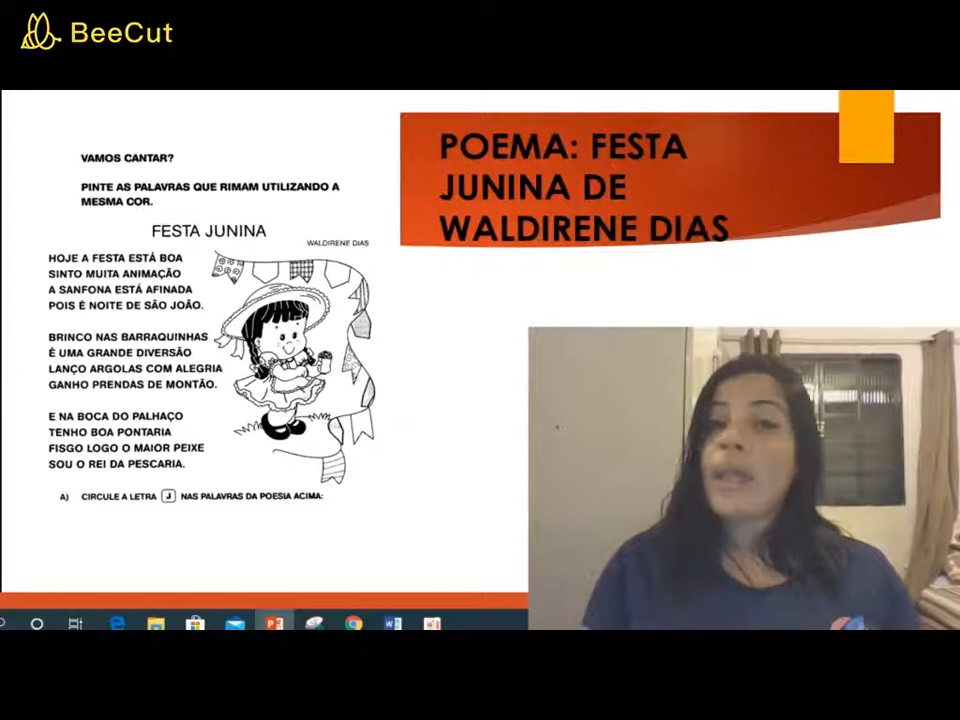 BeeCut
VAMOS CANTAR?
PINTE AS PALAVRAS QUE RIMAM UTILIZANDO A
MESMA COR.
FESTA JUNINA
WALDIRENE DIAS
HOJE A FESTA ESTÁ BOA
SINTO MUITA ANIMAÇÃO
A SANFONA ESTÁ AFINADA
POIS É NOITE DE SÃO JOÃO.
BRINCO NAS BARRAQUINHAS
É UMA GRANDE DIVERSÃO
LANÇO ARGOLAS COM ALEGRIA
GANHO PRENDAS DE MONTÃO.
E NA BOCA DO PALHAÇO
TENHO BOA PONTARIA
FISGO LOGO O MAIOR PEIXE
SOU O REI DA PESCARIA.
A) CIRCULE A LETRA J NAS PALAVRAS DA POESIA ACIMA:
POEMA: FESTA
JUNINA DE
WALDIRENE DIAS